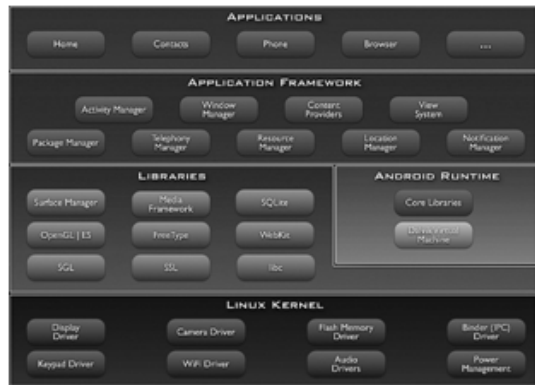 APPLICATIONS
Home Contacts Phone Browser ....
APPLICATION FRAMEWORK
Activity Manager Window Manager Content Providers View System
Package Manager Telephony Manager Resource Manager Location Manager Notification Manager
LIBRARIES
Surface Manager Media Framework SQLite
OpenGL | ES FreeType WebKit
SGL SSL libc
ANDROID RUNTIME
Core Libraries
Dalvik Virtual Machine
LINUX KERNEL
Display Driver Camera Driver Flash Memory Driver Binder (IPC) Driver
Keypad Driver WiFi Driver Audio Drivers Power Management